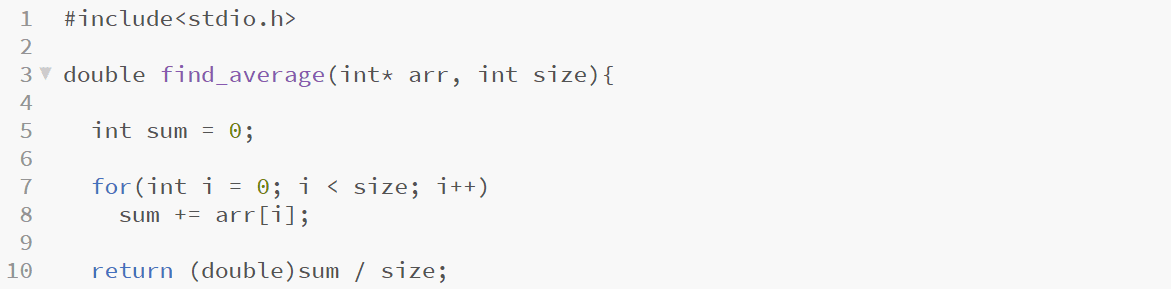 1 #include<stdio.h>
2
3 double find_average(int* arr, int size){
4
5 int sum = 0;
6
7 for(int i = 0; i < size; i++)
8 sum += arr[i];
9
10 return (double)sum / size;